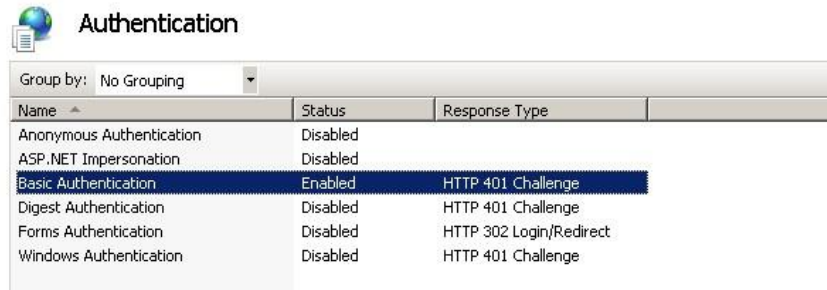 Authentication
Group by: No Grouping
Name Status Response Type
Anonymous Authentication Disabled
ASP.NET Impersonation Disabled
Basic Authentication Enabled HTTP 401 Challenge
Digest Authentication Disabled HTTP 401 Challenge
Forms Authentication Disabled HTTP 302 Login/Redirect
Windows Authentication Disabled HTTP 401 Challenge